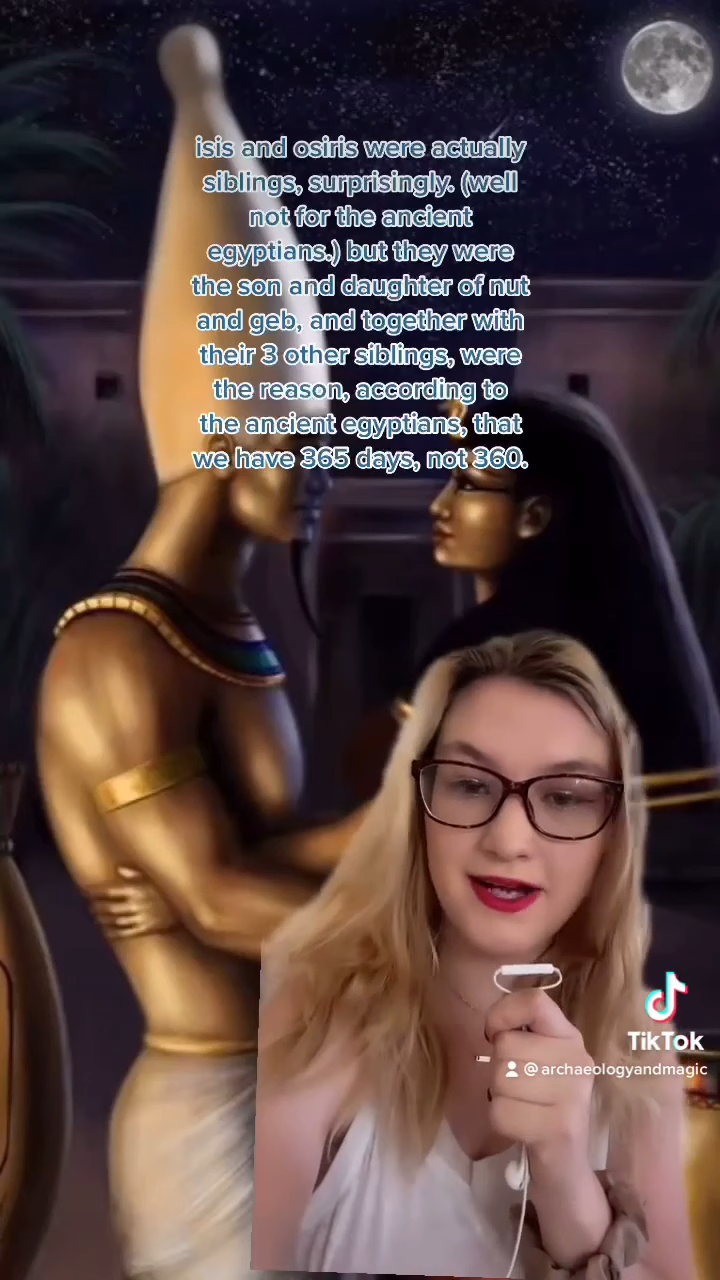 isis and osiris were actually
siblings, surprisingly. (well
not for the ancient
egyptians.) but they were
the son and daughter of nut
and geb, and together with
their 3 other siblings, were
the reason, according to
the ancient egyptians, that
we have 365 days, not 360.
TikTok
@archaeologyandmagic